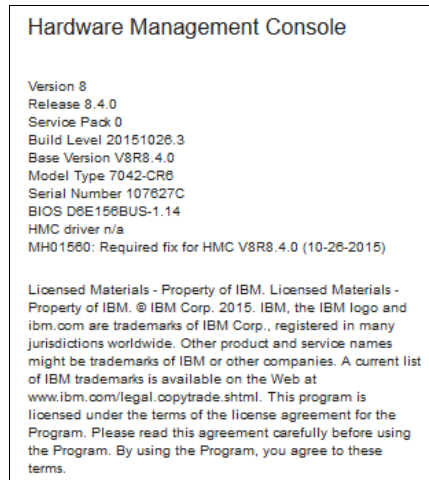 Hardware Management Console
Version 8
Release 8.4.0
Service Pack 0
Build Level 20151026.3
Base Version V8R8.4.0
Model Type 7042-CR6
Serial Number 107627C
BIOS D6E156BUS-1.14
HMC driver n/a
MH01560: Required fix for HMC V8R8.4.0 (10-26-2015)
Licensed Materials - Property of IBM. Licensed Materials -
Property of IBM. © IBM Corp. 2015. IBM, the IBM logo and
ibm.com are trademarks of IBM Corp., registered in many
jurisdictions worldwide. Other product and service names
might be trademarks of IBM or other companies. A current list
of IBM trademarks is available on the Web at
www.ibm.com/legal.copytrade.shtml. This program is
licensed under the terms of the license agreement for the
Program. Please read this agreement carefully before using
the Program. By using the Program, you agree to these
terms.